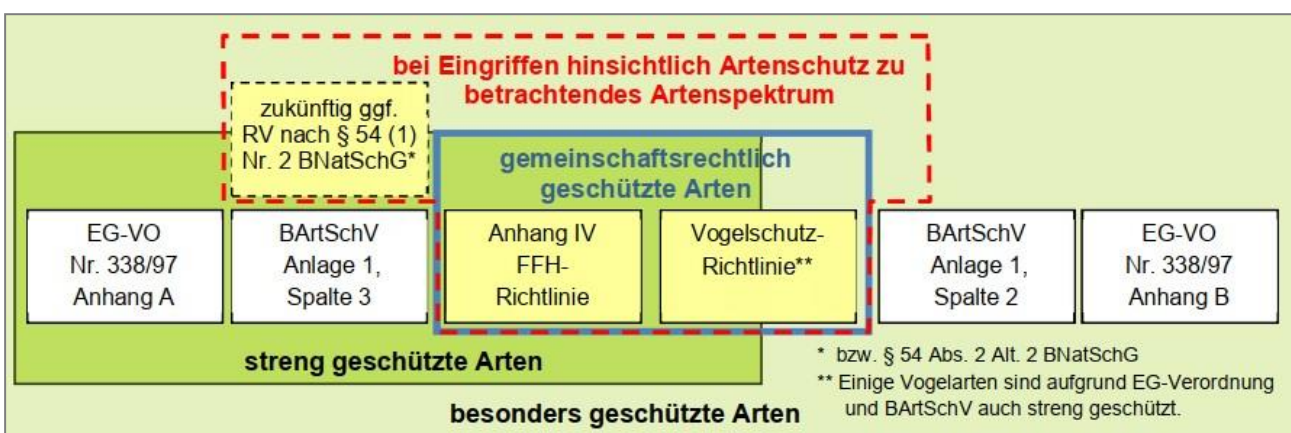 bei Eingriffen hinsichtlich Artenschutz zu
betrachtendes Artenspektrum
zukünftig ggf.
RV nach § 54 (1)
Nr. 2 BNatSchG*
gemeinschaftsrechtlich
geschützte Arten
EG-VO
Nr. 338/97
Anhang A
BArtSchV
Anlage 1,
Spalte 3
Anhang IV
FFH-
Richtlinie
Vogelschutz-
Richtlinie**
BArtSchV
Anlage 1,
Spalte 2
EG-VO
Nr. 338/97
Anhang B
streng geschützte Arten
besonders geschützte Arten
* bzw. § 54 Abs. 2 Alt. 2 BNatSchG
** Einige Vogelarten sind aufgrund EG-Verordnung
und BArtSchV auch streng geschützt.